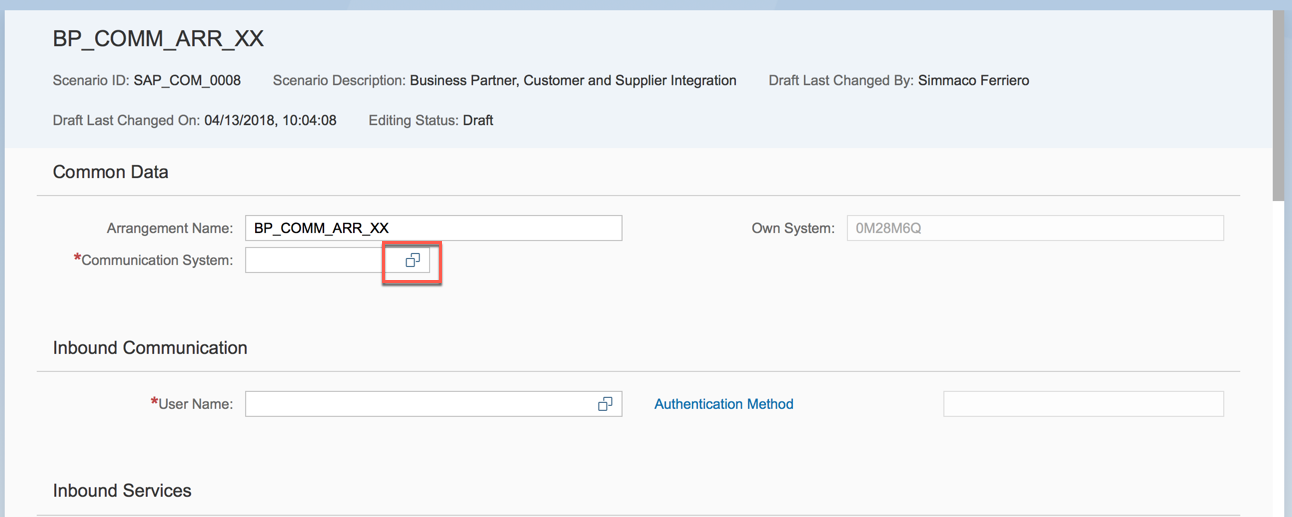 BP_COMM_ARR_XX
Scenario ID: SAP_COM_0008 Scenario Description: Business Partner, Customer and Supplier Integration Draft Last Changed By: Simmaco Ferriero
Draft Last Changed On: 04/13/2018, 10:04:08 Editing Status: Draft
Common Data
Arrangement Name: BP_COMM_ARR_XX Own System: 0M28M6Q
*Communication System:
Inbound Communication
*User Name: Authentication Method
Inbound Services